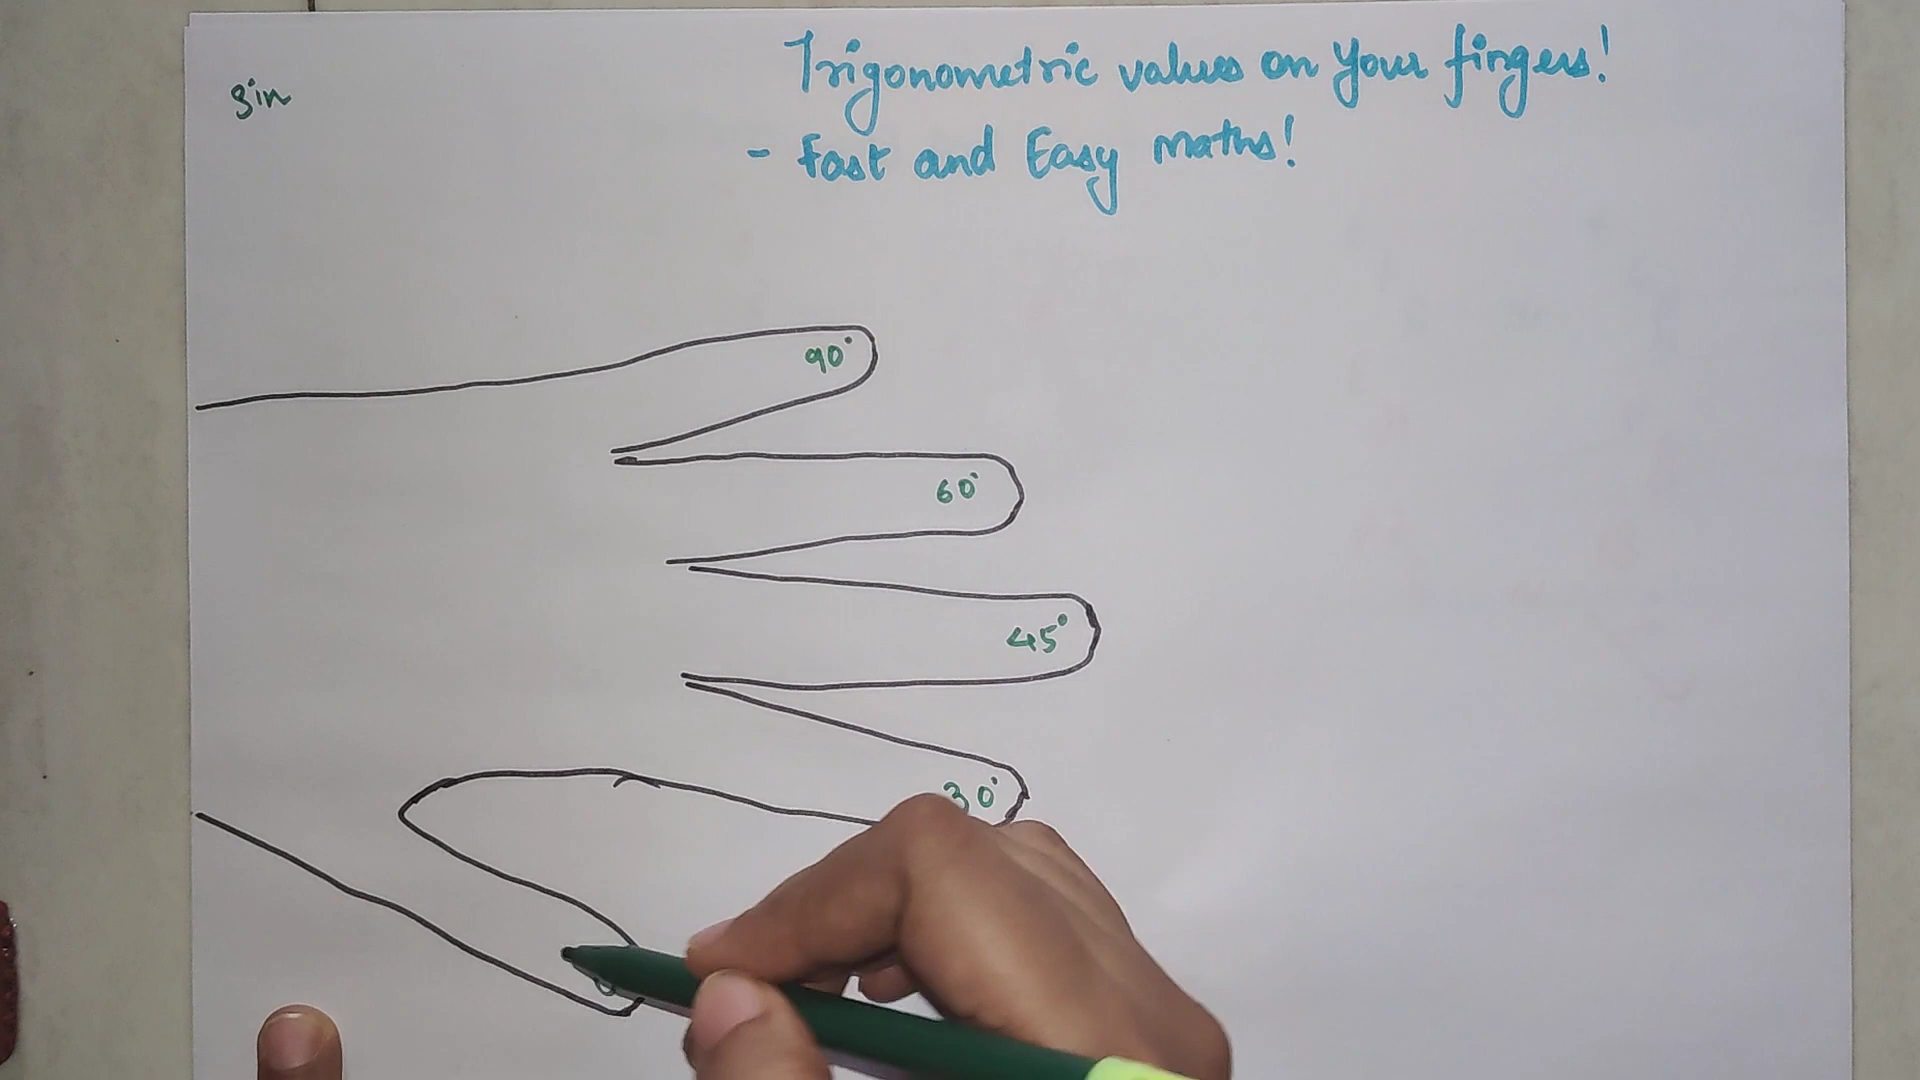 Trigonometric values on your fingers!
- Fast and Easy maths!
sin
90°
60°
45°
30°